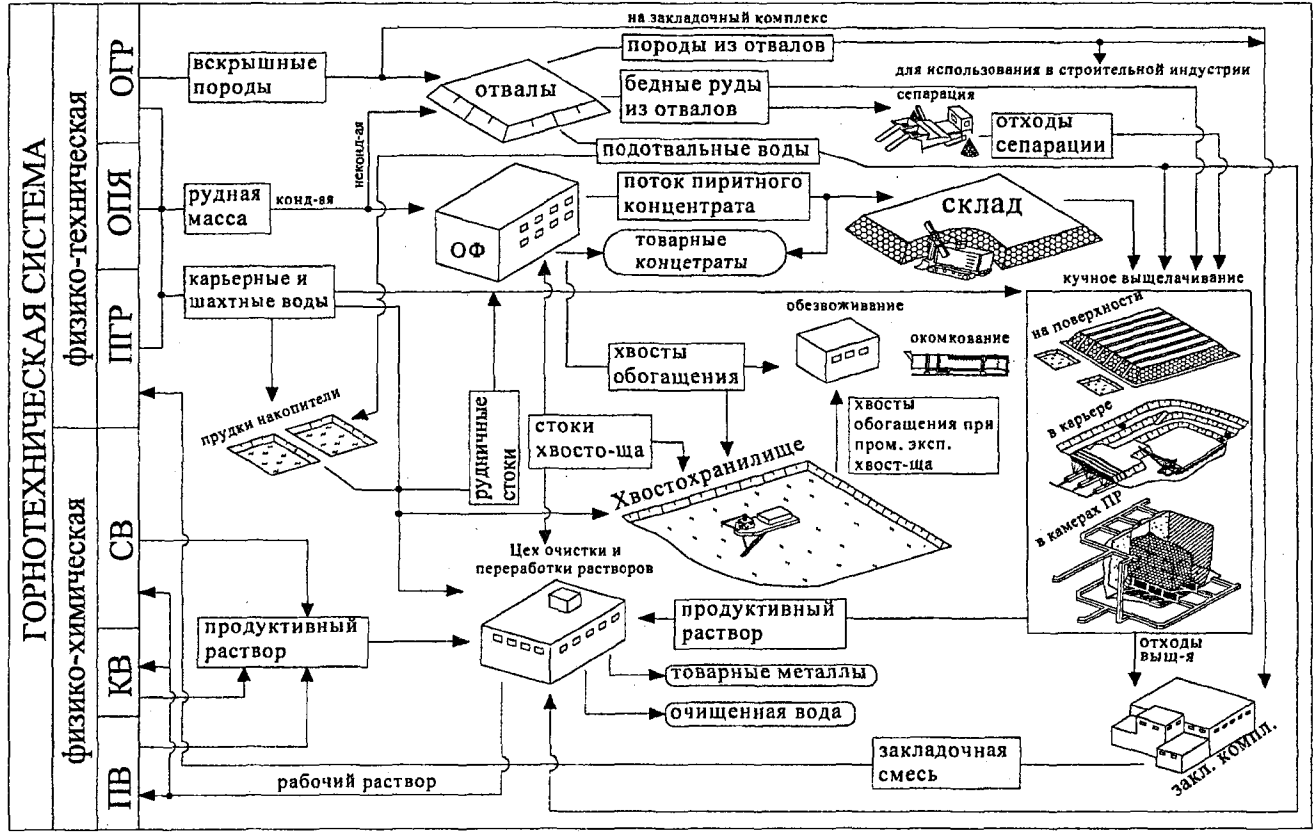 ГОРНОТЕХНИЧЕСКАЯ СИСТЕМА
физико-техническая
физико-химическая
ОГР
ОПЯ
ПГР
СВ
КВ
ПВ
на закладочный комплекс
вскрышные
породы
отвалы
породы из отвалов
для использования в строительной индустрии
бедные руды
из отвалов
сепарация
отходы
сепарации
подотвальные воды
неконд-ая
рудная
масса
конд-ая
ОФ
поток пиритного
концентрата
склад
товарные
концетраты
карьерные и
шахтные воды
кучное выщелачивание
на поверхности
в карьере
в камерах ПР
обезвоживание
окомкование
хвосты
обогащения
хвосты
обогащения при
пром. эксп.
хвост-ща
прудки накопители
рудничные
стоки
стоки
хвосто-ща
Хвостохранилище
Цех очистки и
переработки растворов
продуктивный
раствор
продуктивный
раствор
товарные металлы
очищенная вода
отходы
выщ-я
закладочная
смесь
закл. компл.
рабочий раствор